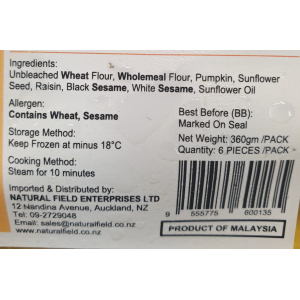 Ingredients:
Unbleached Wheat Flour, Wholemeal Flour, Pumpkin, Sunflower
Seed, Raisin, Black Sesame, White Sesame, Sunflower Oil
Allergen:
Contains Wheat, Sesame
Storage Method:
Keep Frozen at minus 18°C
Cooking Method:
Steam for 10 minutes
Best Before (BB):
Marked On Seal
Net Weight: 360gm /PACK
Quantity: 6 PIECES /PACK
Imported & Distributed by:
NATURAL FIELD ENTERPRISES LTD
12 Nandina Avenue, Auckland, NZ
Tel: 09-2729048
Email: sales@naturalfield.co.nz
www.naturalfield.co.nz
9 555775 600135
PRODUCT OF MALAYSIA